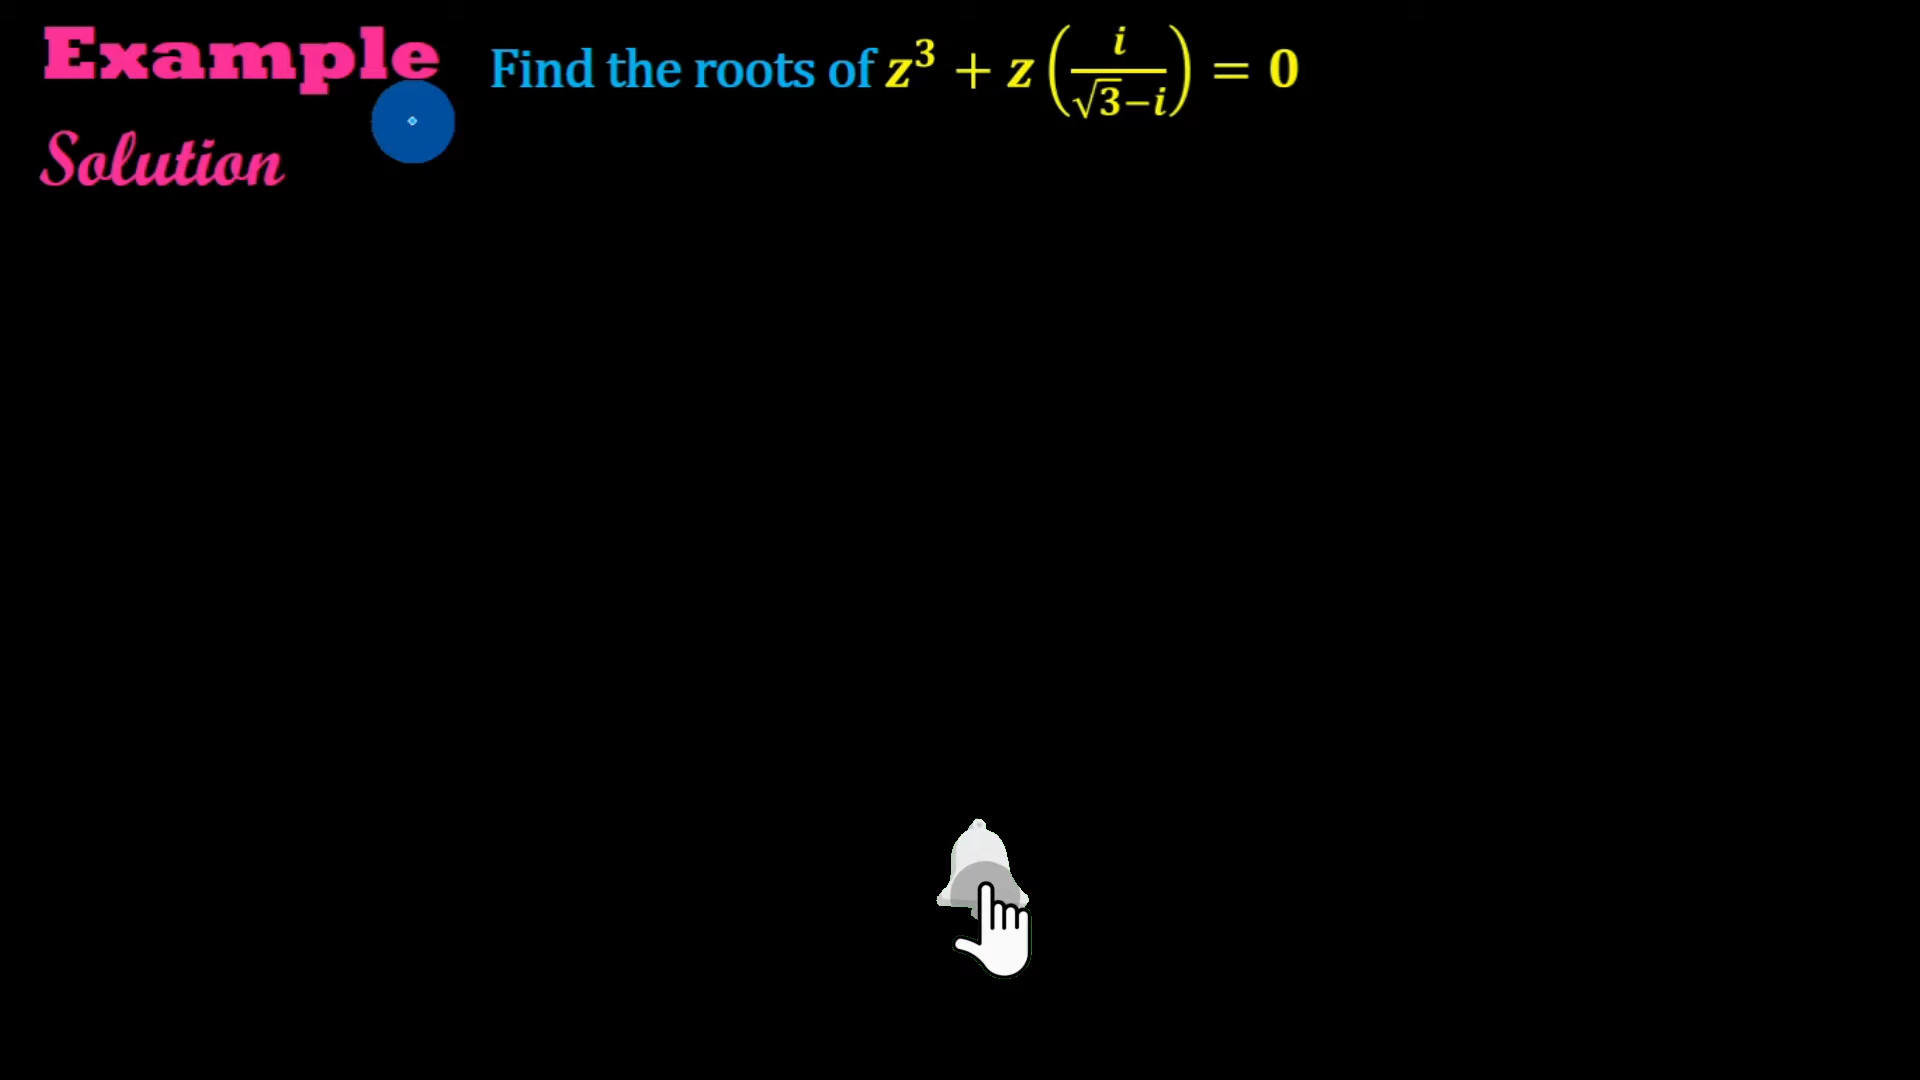 Example Find the roots of z³ + z (i/(√3−i)) = 0
Solution